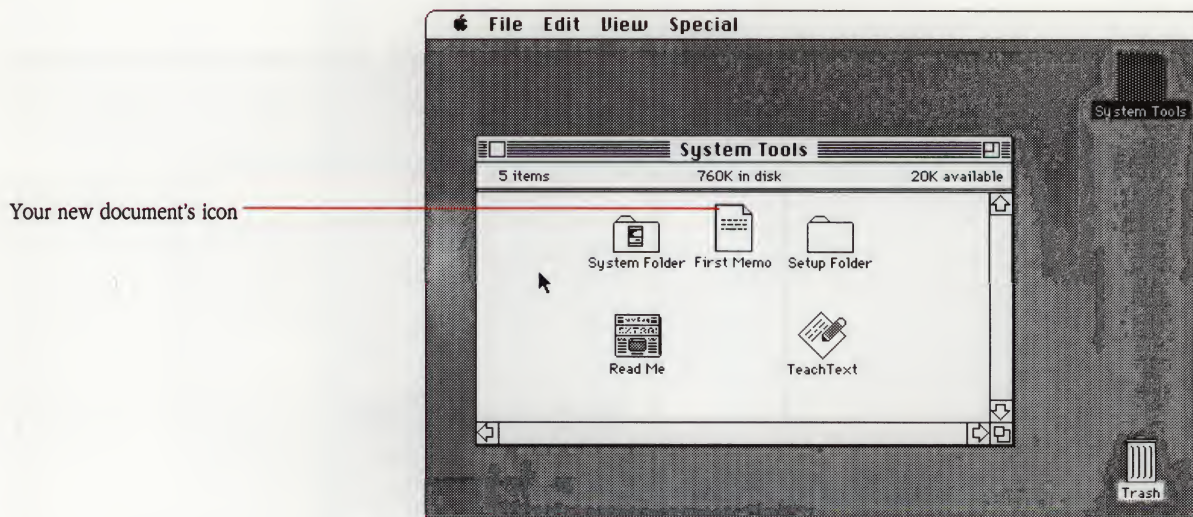 File Edit View Special
System Tools
System Tools
5 items 760K in disk 20K available
Your new document's icon
System Folder First Memo Setup Folder
EXTRA!
Read Me TeachText
Trash